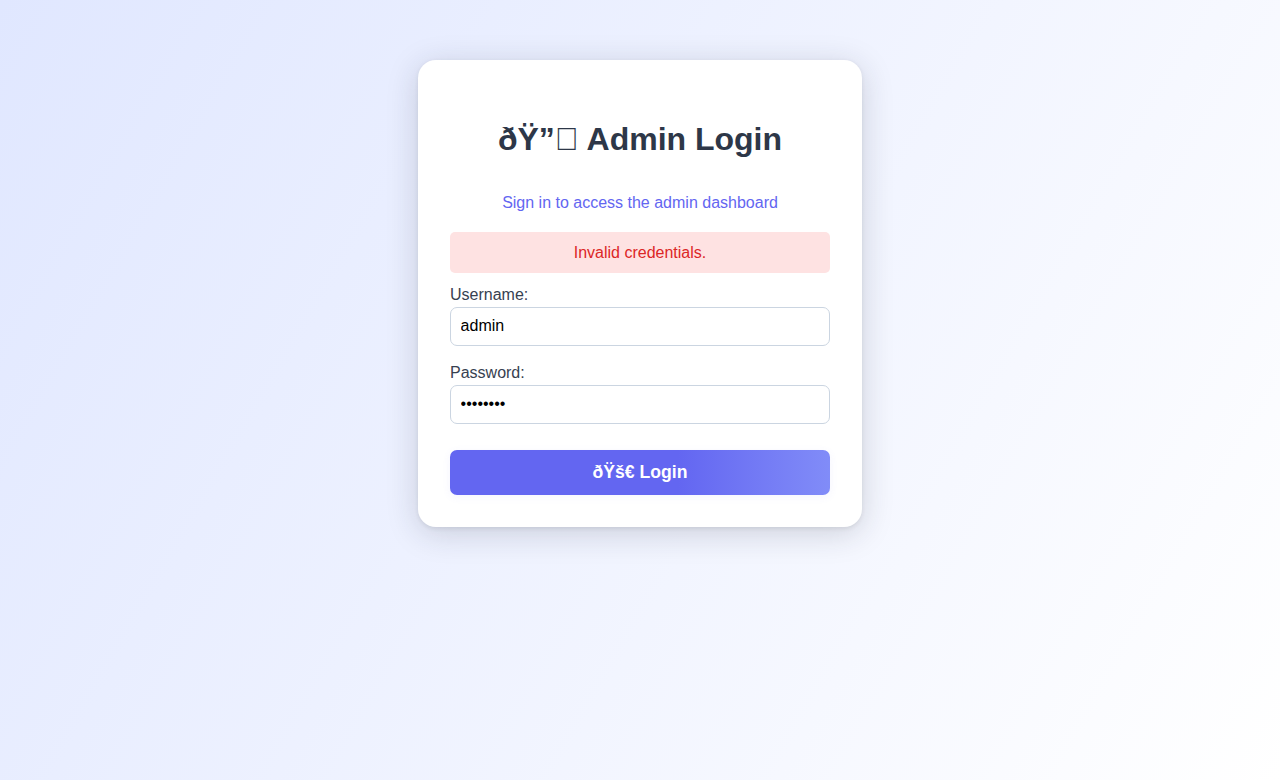 ðŸ”□ Admin Login
Sign in to access the admin dashboard
Invalid credentials.
Username:
admin
Password:
••••••••
ðŸš€ Login